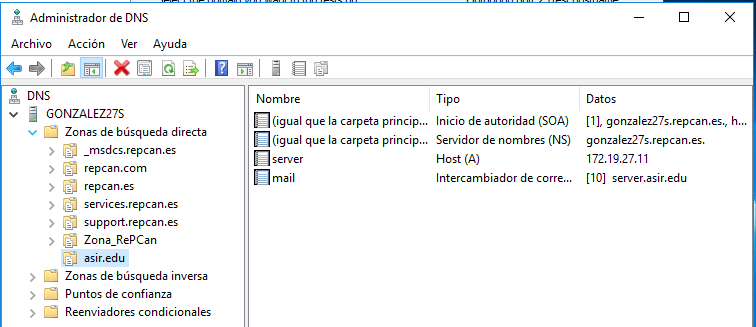 Administrador de DNS
Archivo Acción Ver Ayuda
DNS
GONZALEZ27S
Zonas de búsqueda directa
_msdcs.repcan.es
repcan.com
repcan.es
services.repcan.es
support.repcan.es
Zona_RePCan
asir.edu
Zonas de búsqueda inversa
Puntos de confianza
Reenviadores condicionales
Nombre Tipo Datos
(igual que la carpeta princip... Inicio de autoridad (SOA) [1], gonzalez27s.repcan.es., h...
(igual que la carpeta princip... Servidor de nombres (NS) gonzalez27s.repcan.es.
server Host (A) 172.19.27.11
mail Intercambiador de corre... [10] server.asir.edu